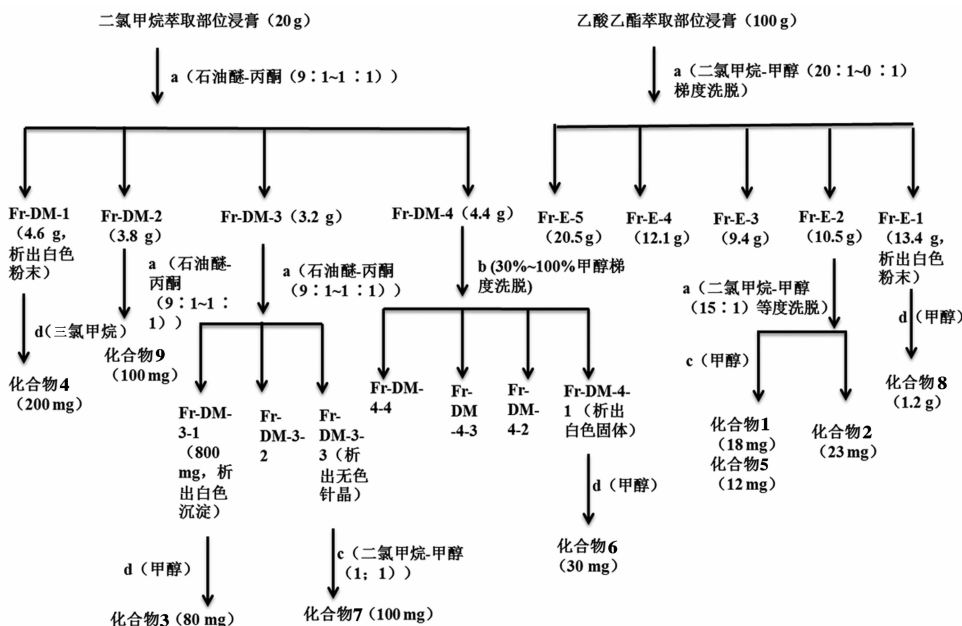 二氯甲烷萃取部位浸膏（20 g）
乙酸乙酯萃取部位浸膏（100 g）
a（石油醚-丙酮（9∶1~1∶1））
a（二氯甲烷-甲醇（20∶1~0∶1）
梯度洗脱）
Fr-DM-1
（4.6 g，
析出白色
粉末）
Fr-DM-2
（3.8 g）
Fr-DM-3（3.2 g）
Fr-DM-4（4.4 g）
Fr-E-5
（20.5 g）
Fr-E-4
（12.1 g）
Fr-E-3
（9.4 g）
Fr-E-2
（10.5 g）
Fr-E-1
（13.4 g，
析出白色
粉末）
a （石油醚-
丙酮
（9∶1~1∶
1））
a（石油醚-丙酮
（9∶1~1∶1））
b (30%~100%甲醇梯
度洗脱)
a（二氯甲烷-甲醇
（15∶1）等度洗脱）
d（三氯甲烷）
d（甲醇）
c（甲醇）
化合物4
（200 mg）
化合物9
（100 mg）
Fr-DM-
3-1
（800
mg，析
出白色
沉淀）
Fr-
DM-3-
2
Fr-
DM-3-
3（析
出无色
针晶）
Fr-DM-
4-4
Fr-
DM
-4-3
Fr-
DM-
4-2
Fr-DM-4-
1（析出
白色固体）
化合物8
（1.2 g）
化合物1
（18 mg）
化合物5
（12 mg）
化合物2
（23 mg）
d（甲醇）
d（甲醇）
c（二氯甲烷-甲醇
（1；1））
化合物6
（30 mg）
化合物3（80 mg）
化合物7（100 mg）